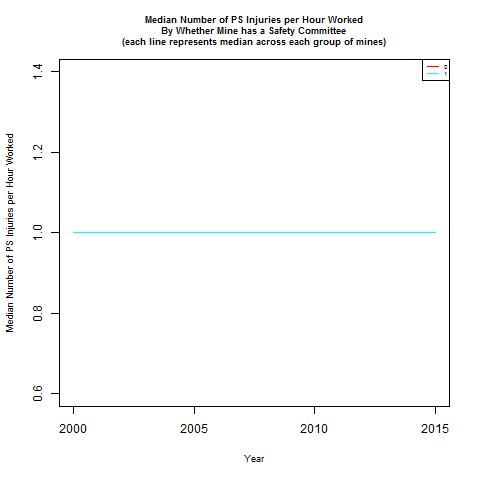 Median Number of PS Injuries per Hour Worked
By Whether Mine has a Safety Committee
(each line represents median across each group of mines)
0
1
Median Number of PS Injuries per Hour Worked
1.4
1.2
1.0
0.8
0.6
2000 2005 2010 2015
Year